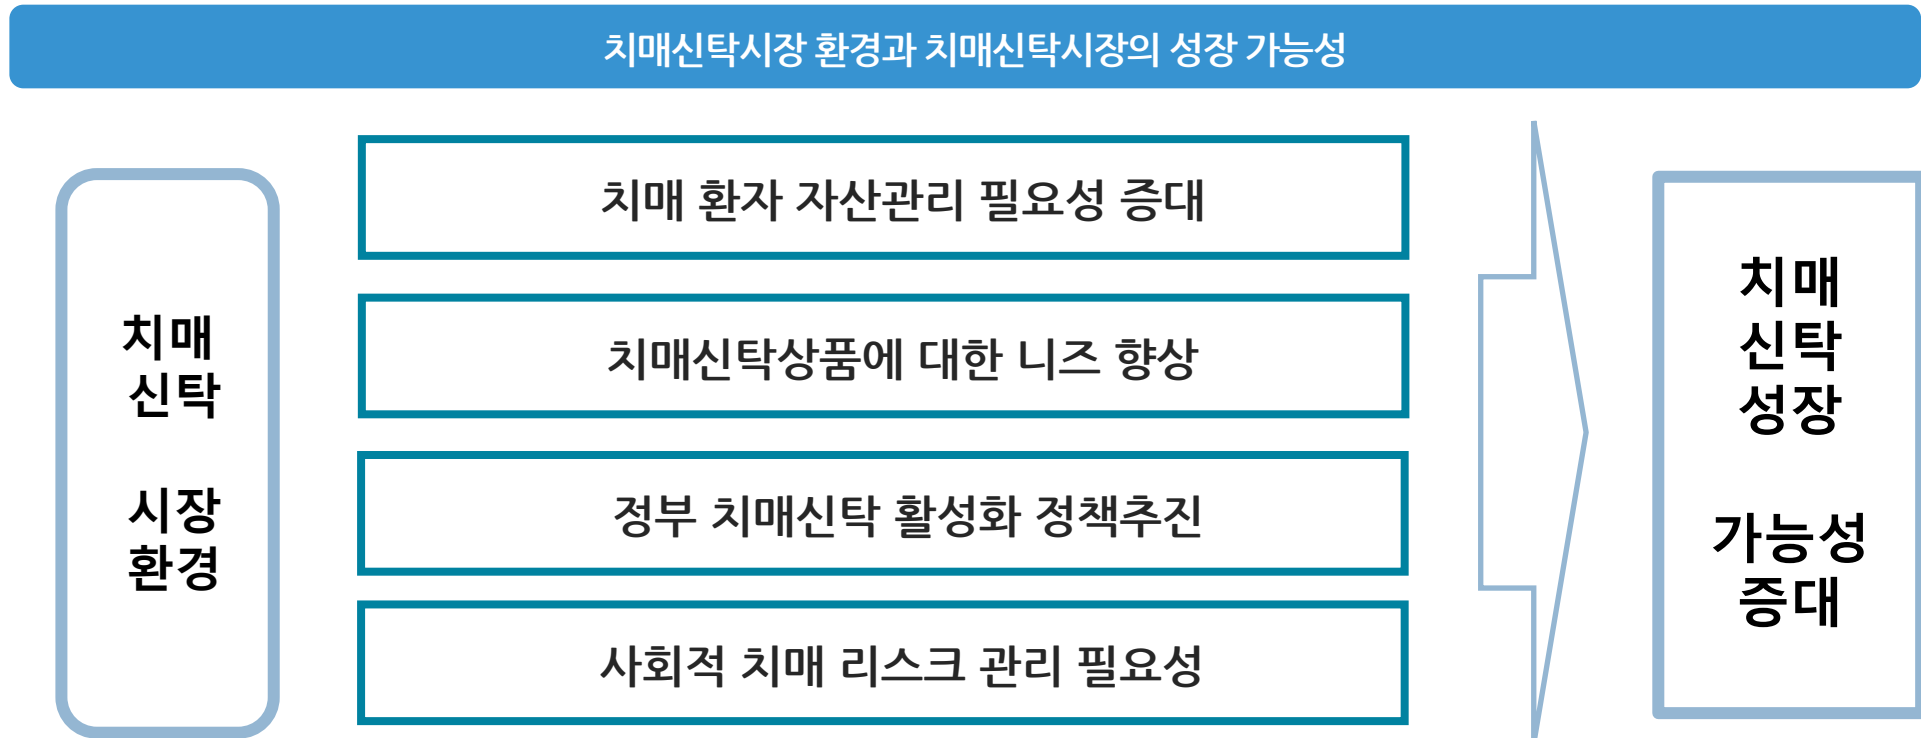 치매신탁시장 환경과 치매신탁시장의 성장 가능성
치매
신탁
시장
환경
치매 환자 자산관리 필요성 증대
치매신탁상품에 대한 니즈 향상
정부 치매신탁 활성화 정책추진
사회적 치매 리스크 관리 필요성
치매
신탁
성장
가능성
증대